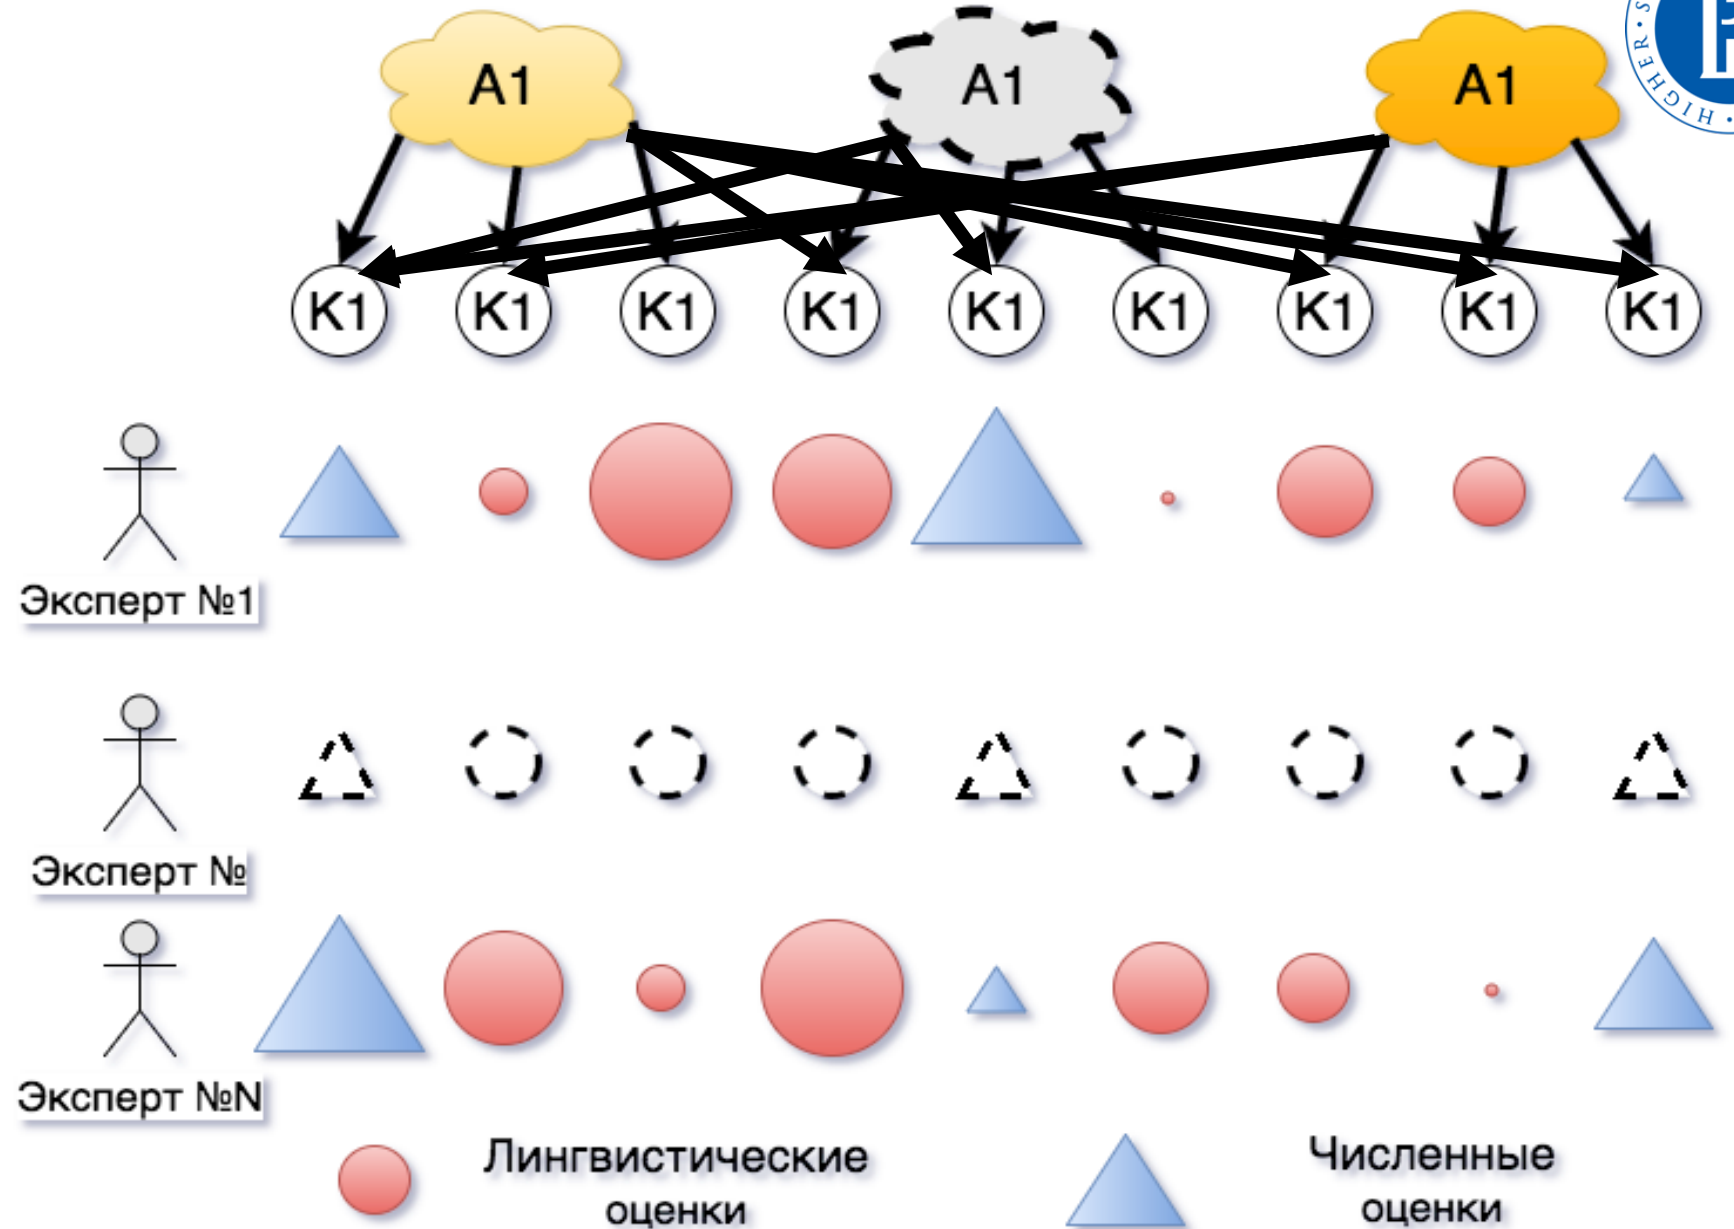 A1 A1 A1
HIGHER • S
K1 K1 K1 K1 K1 K1 K1 K1 K1
Эксперт №1
Эксперт №
Эксперт №N
Лингвистические
оценки
Численные
оценки